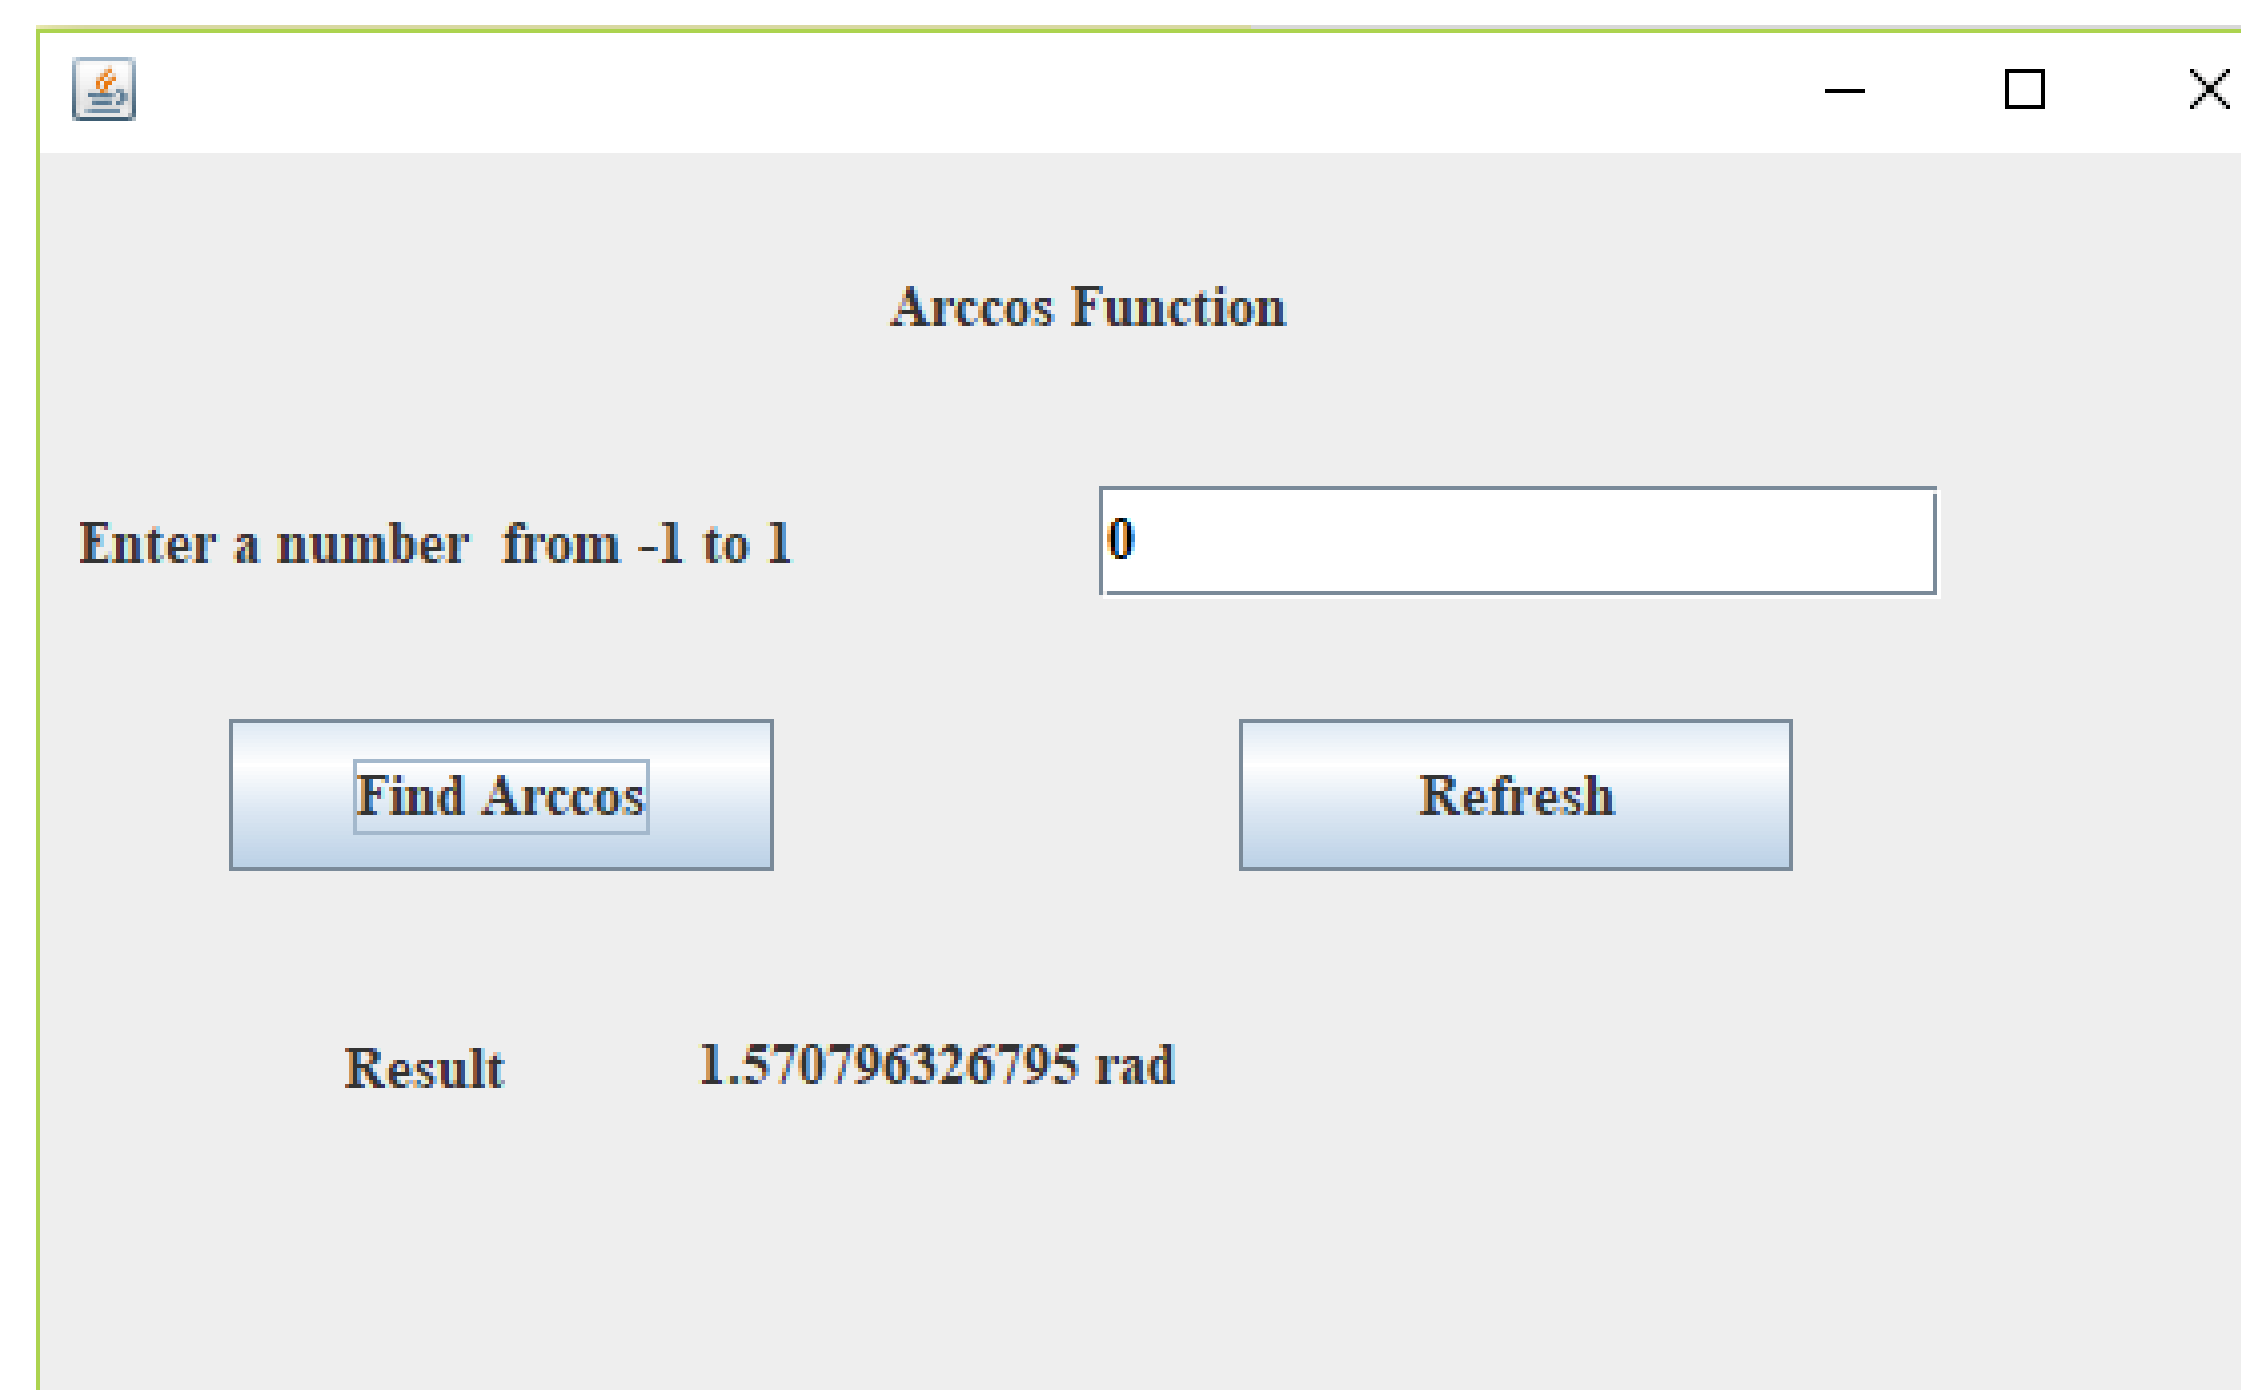 Arccos Function
Enter a number  from -1 to 1
0
Find Arccos
Refresh
Result
1.570796326795 rad